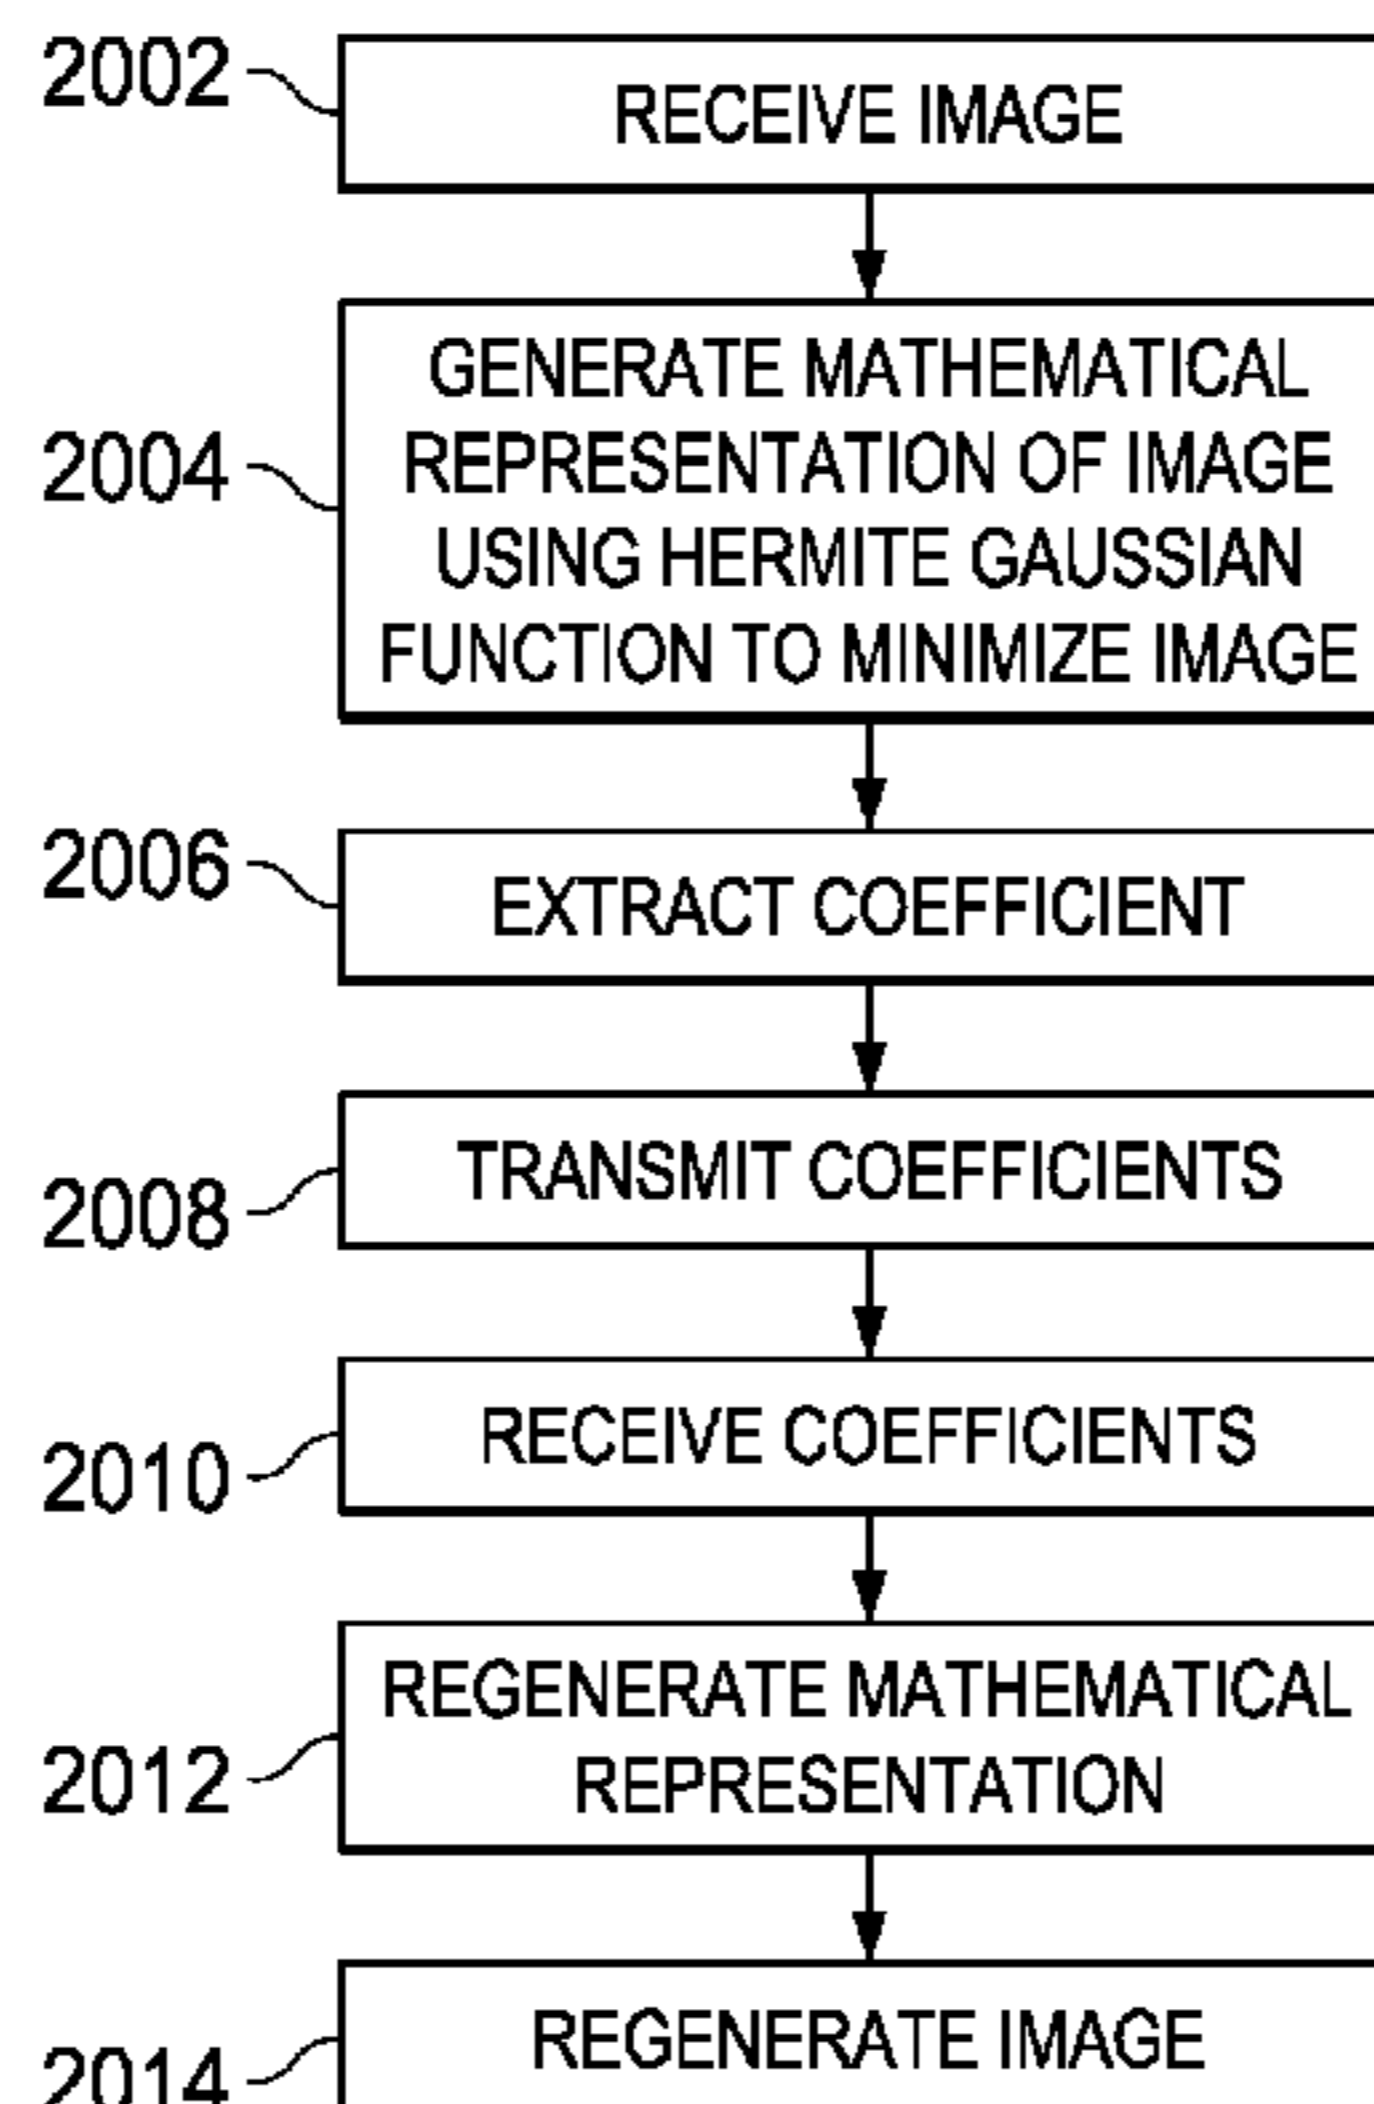 2002
RECEIVE IMAGE
2004
GENERATE MATHEMATICAL
REPRESENTATION OF IMAGE
USING HERMITE GAUSSIAN
FUNCTION TO MINIMIZE IMAGE
2006
EXTRACT COEFFICIENT
2008
TRANSMIT COEFFICIENTS
2010
RECEIVE COEFFICIENTS
2012
REGENERATE MATHEMATICAL
REPRESENTATION
2014
REGENERATE IMAGE